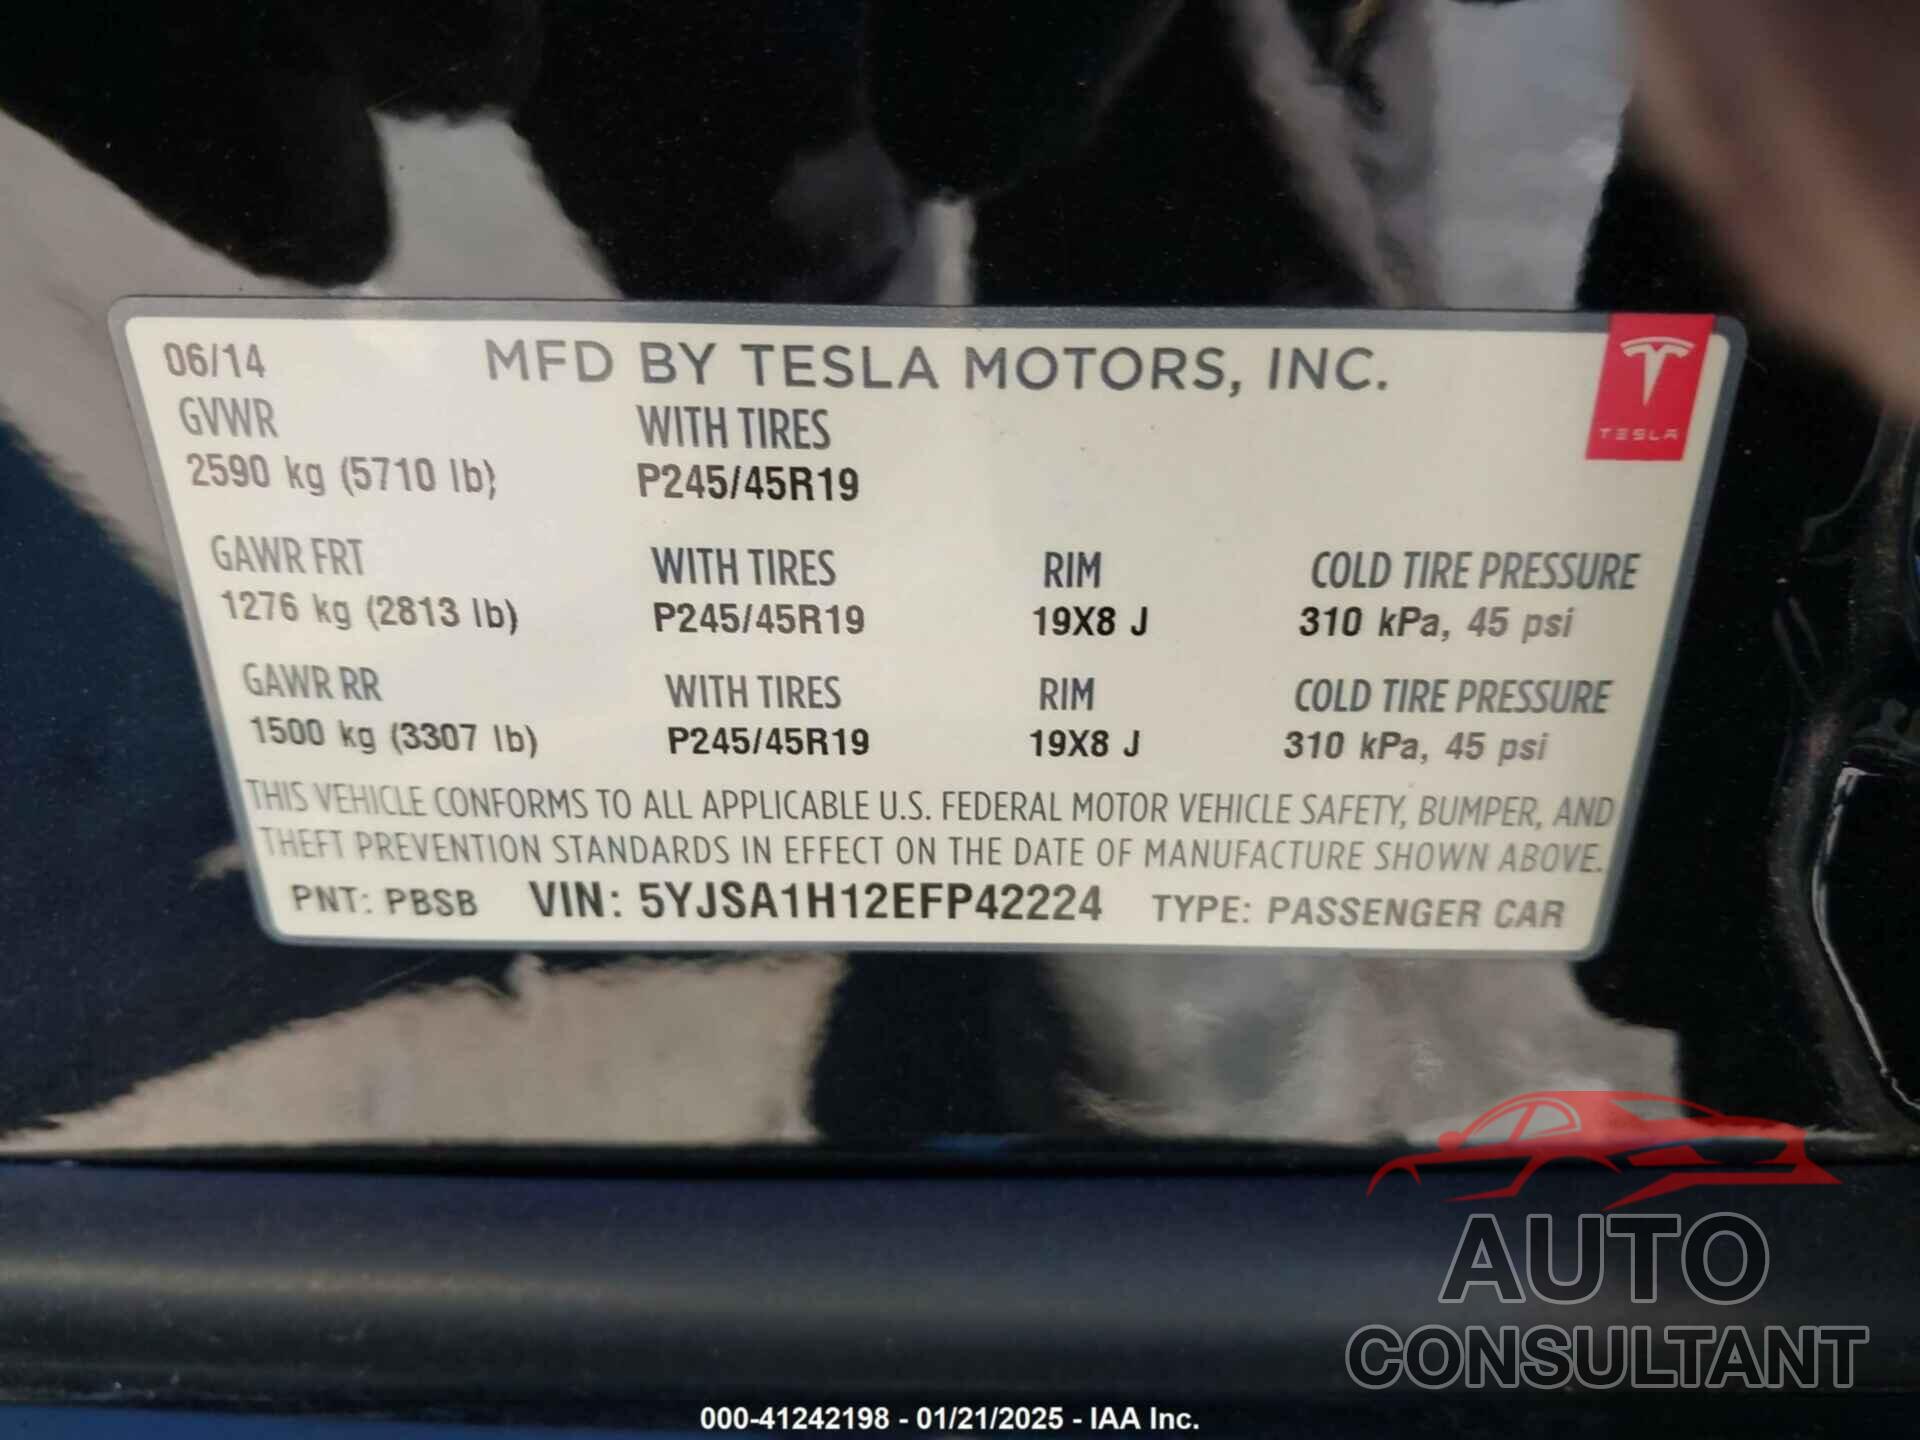 06/14 MFD BY TESLA MOTORS, INC.
TESLA
GVWR WITH TIRES
2590 kg (5710 lb) P245/45R19
GAWR FRT WITH TIRES RIM COLD TIRE PRESSURE
1276 kg (2813 lb) P245/45R19 19X8 J 310 kPa, 45 psi
GAWR RR WITH TIRES RIM COLD TIRE PRESSURE
1500 kg (3307 lb) P245/45R19 19X8 J 310 kPa, 45 psi
THIS VEHICLE CONFORMS TO ALL APPLICABLE U.S. FEDERAL MOTOR VEHICLE SAFETY, BUMPER, AND
THEFT PREVENTION STANDARDS IN EFFECT ON THE DATE OF MANUFACTURE SHOWN ABOVE.
PNT: PBSB VIN: 5YJSA1H12EFP42224 TYPE: PASSENGER CAR
AUTO
CONSULTANT
000-41242198 - 01/21/2025 - IAA Inc.